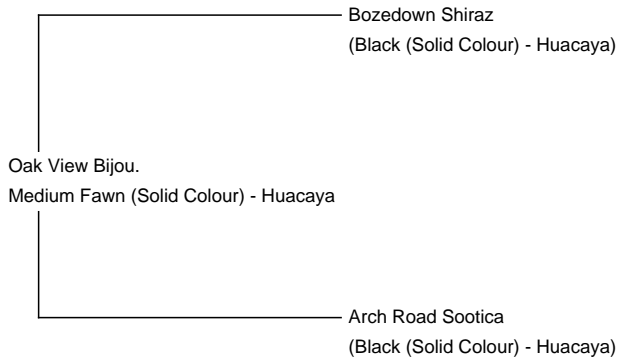 Bozedown Shiraz
(Black (Solid Colour) - Huacaya)
Oak View Bijou.
Medium Fawn (Solid Colour) - Huacaya
Arch Road Sootica
(Black (Solid Colour) - Huacaya)